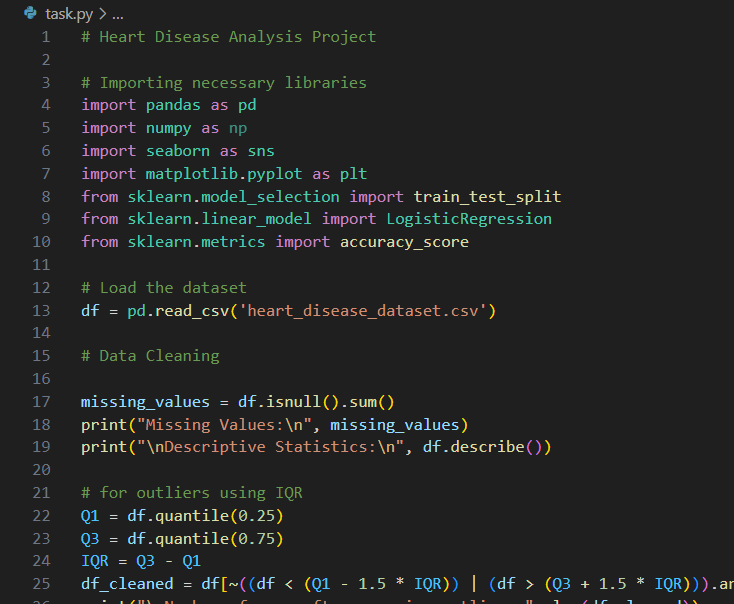 task.py > ...
1 # Heart Disease Analysis Project
2
3 # Importing necessary libraries
4 import pandas as pd
5 import numpy as np
6 import seaborn as sns
7 import matplotlib.pyplot as plt
8 from sklearn.model_selection import train_test_split
9 from sklearn.linear_model import LogisticRegression
10 from sklearn.metrics import accuracy_score
11
12 # Load the dataset
13 df = pd.read_csv('heart_disease_dataset.csv')
14
15 # Data Cleaning
16
17 missing_values = df.isnull().sum()
18 print("Missing Values:\n", missing_values)
19 print("\nDescriptive Statistics:\n", df.describe())
20
21 # for outliers using IQR
22 Q1 = df.quantile(0.25)
23 Q3 = df.quantile(0.75)
24 IQR = Q3 - Q1
25 df_cleaned = df[~((df < (Q1 - 1.5 * IQR)) | (df > (Q3 + 1.5 * IQR))).an